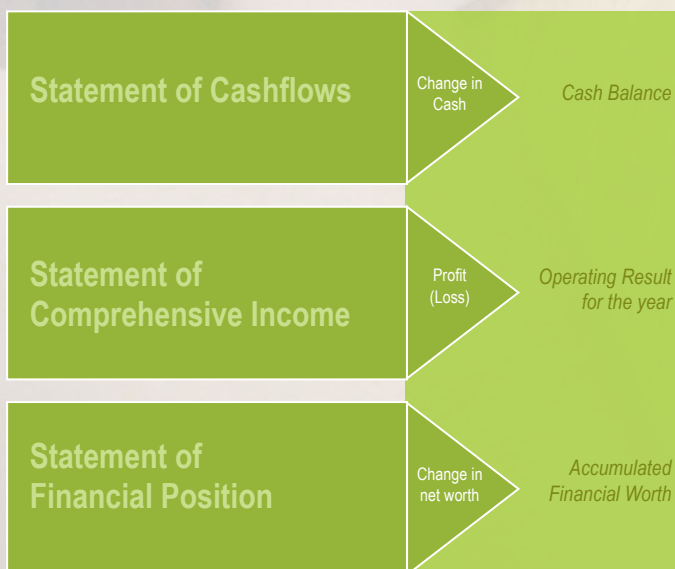 Statement of Cashflows
Change in
Cash
Cash Balance
Statement of
Comprehensive Income
Profit
(Loss)
Operating Result
for the year
Statement of
Financial Position
Change in
net worth
Accumulated
Financial Worth